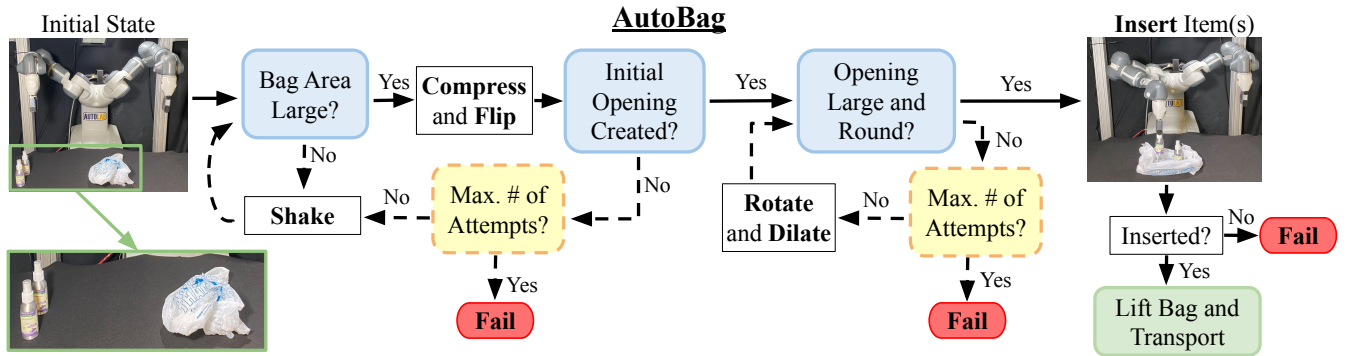 AutoBag
Initial State
Insert Item(s)
Bag Area
Large?
Yes
Compress
and Flip
Initial
Opening
Created?
Yes
Opening
Large and
Round?
Yes
No
Shake
No
Max. # of
Attempts?
No
Yes
Fail
Rotate
and Dilate
No
Max. # of
Attempts?
No
Yes
Fail
Inserted?
No
Fail
Yes
Lift Bag and
Transport